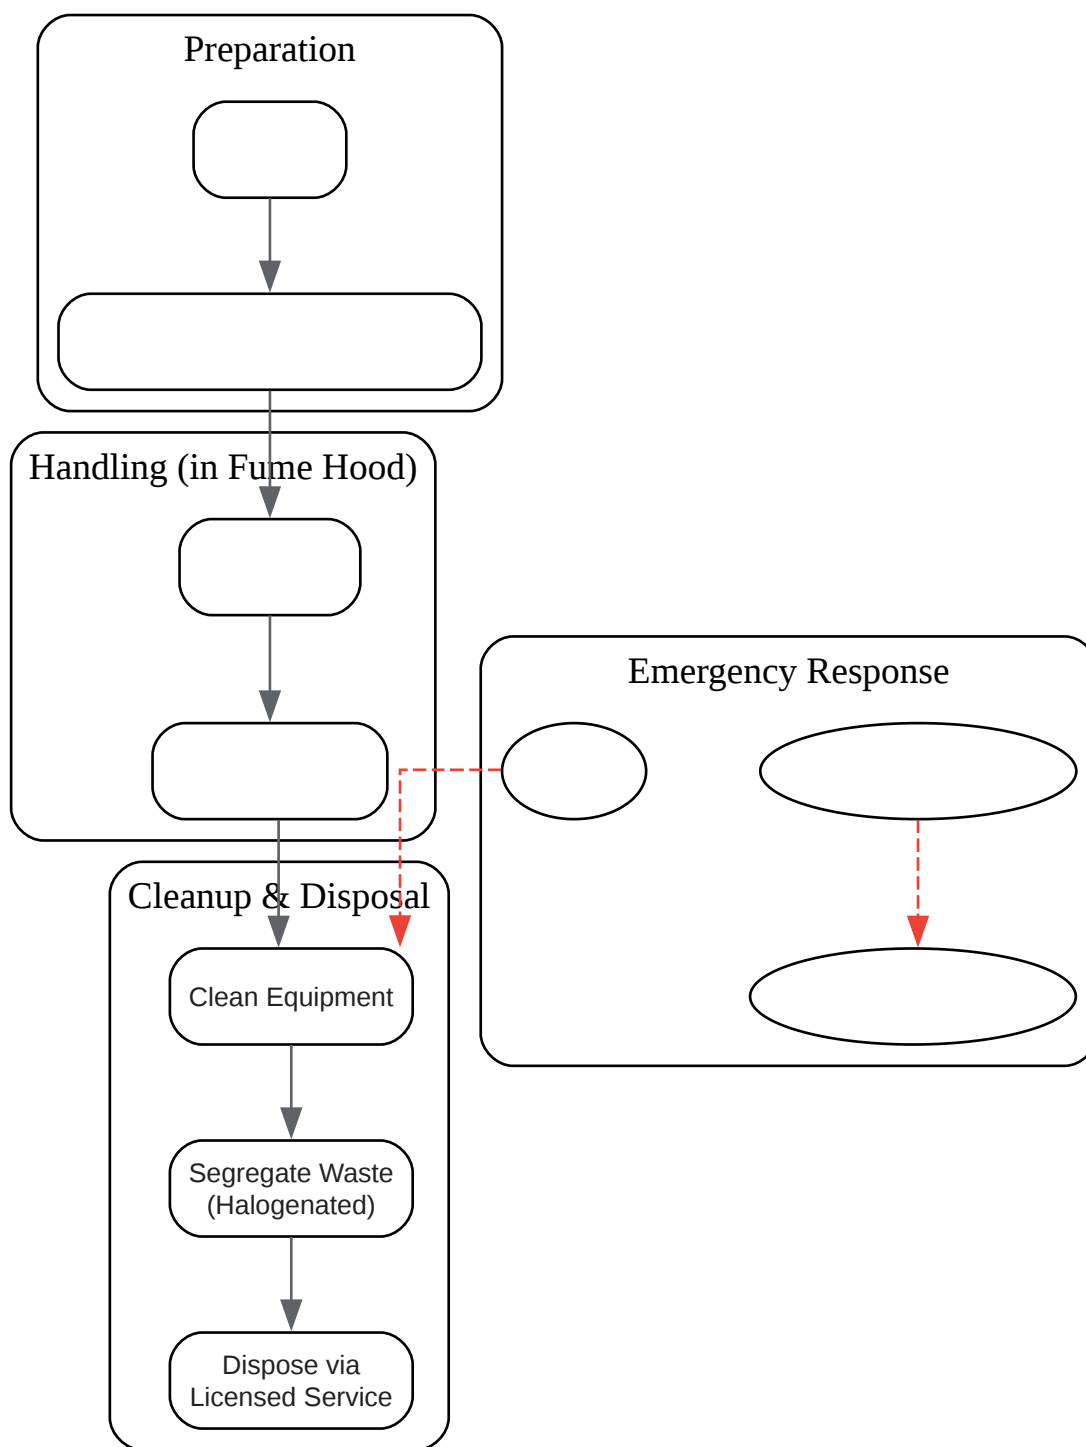 Preparation
Handling (in Fume Hood)
Emergency Response
Cleanup & Disposal
Clean Equipment
Segregate Waste
(Halogenated)
Dispose via
Licensed Service